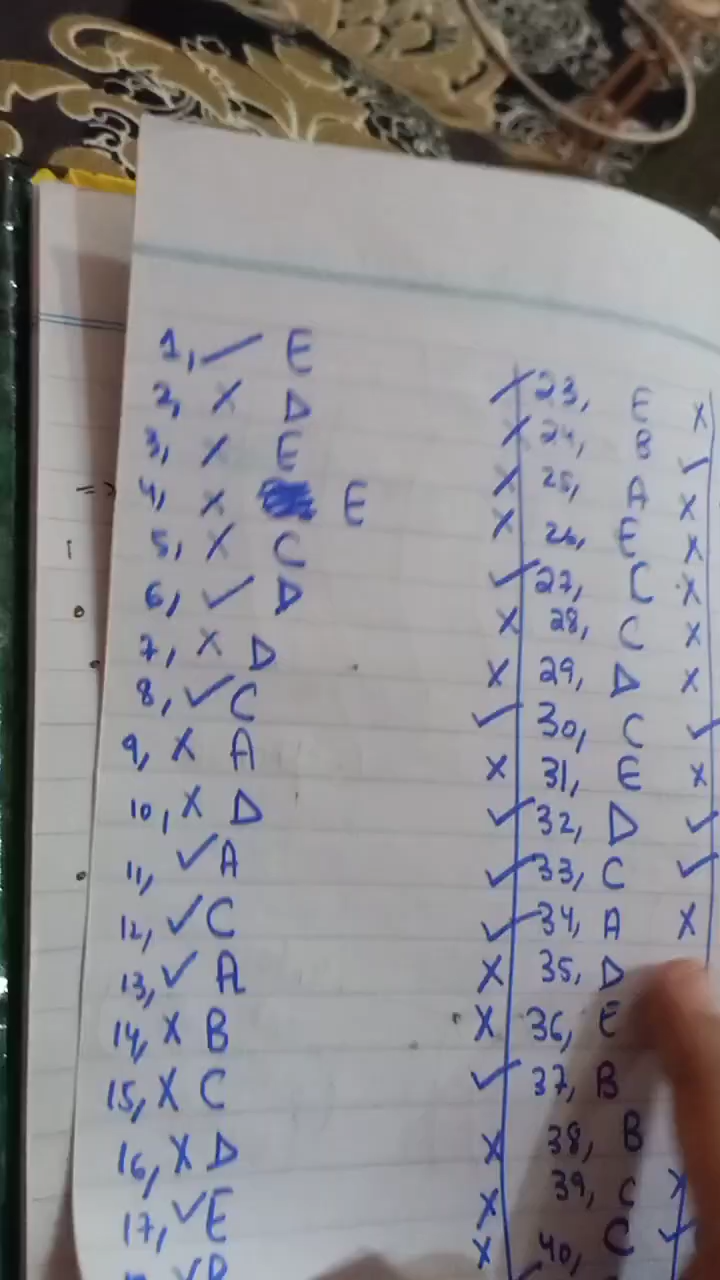 1, ✓ E
2, X D
3, X E
4, X E
5, X C
6, ✓ D
7, X D
8, ✓ C
9, X A
10, X D
11, ✓ A
12, ✓ C
13, ✓ A
14, X B
15, X C
16, X D
17, ✓ E
✓ 23, E X
X 24, B ✓
X 25, A X
X 26, E X
✓ 27, C X
X 28, C X
X 29, D X
✓ 30, C ✓
X 31, E X
✓ 32, D ✓
✓ 33, C ✓
✓ 34, A X
X 35, D
X 36, E
✓ 37, B
X 38, B
X 39, C X
X 40, C ✓